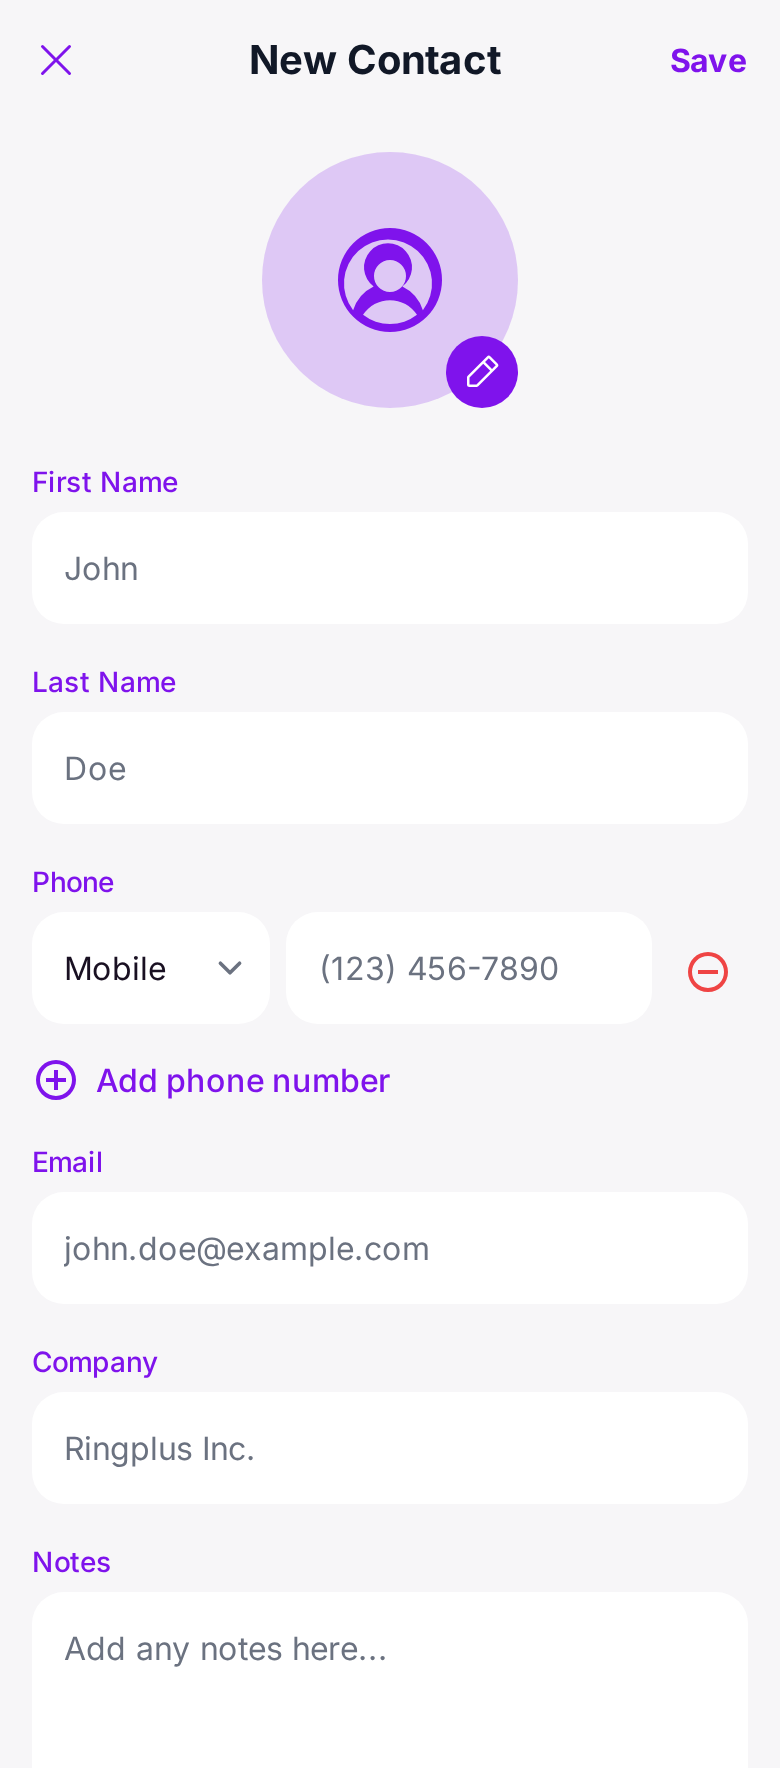 New Contact
Save
First Name
John
Last Name
Doe
Phone
Mobile
(123) 456-7890
Add phone number
Email
john.doe@example.com
Company
Ringplus Inc.
Notes
Add any notes here...